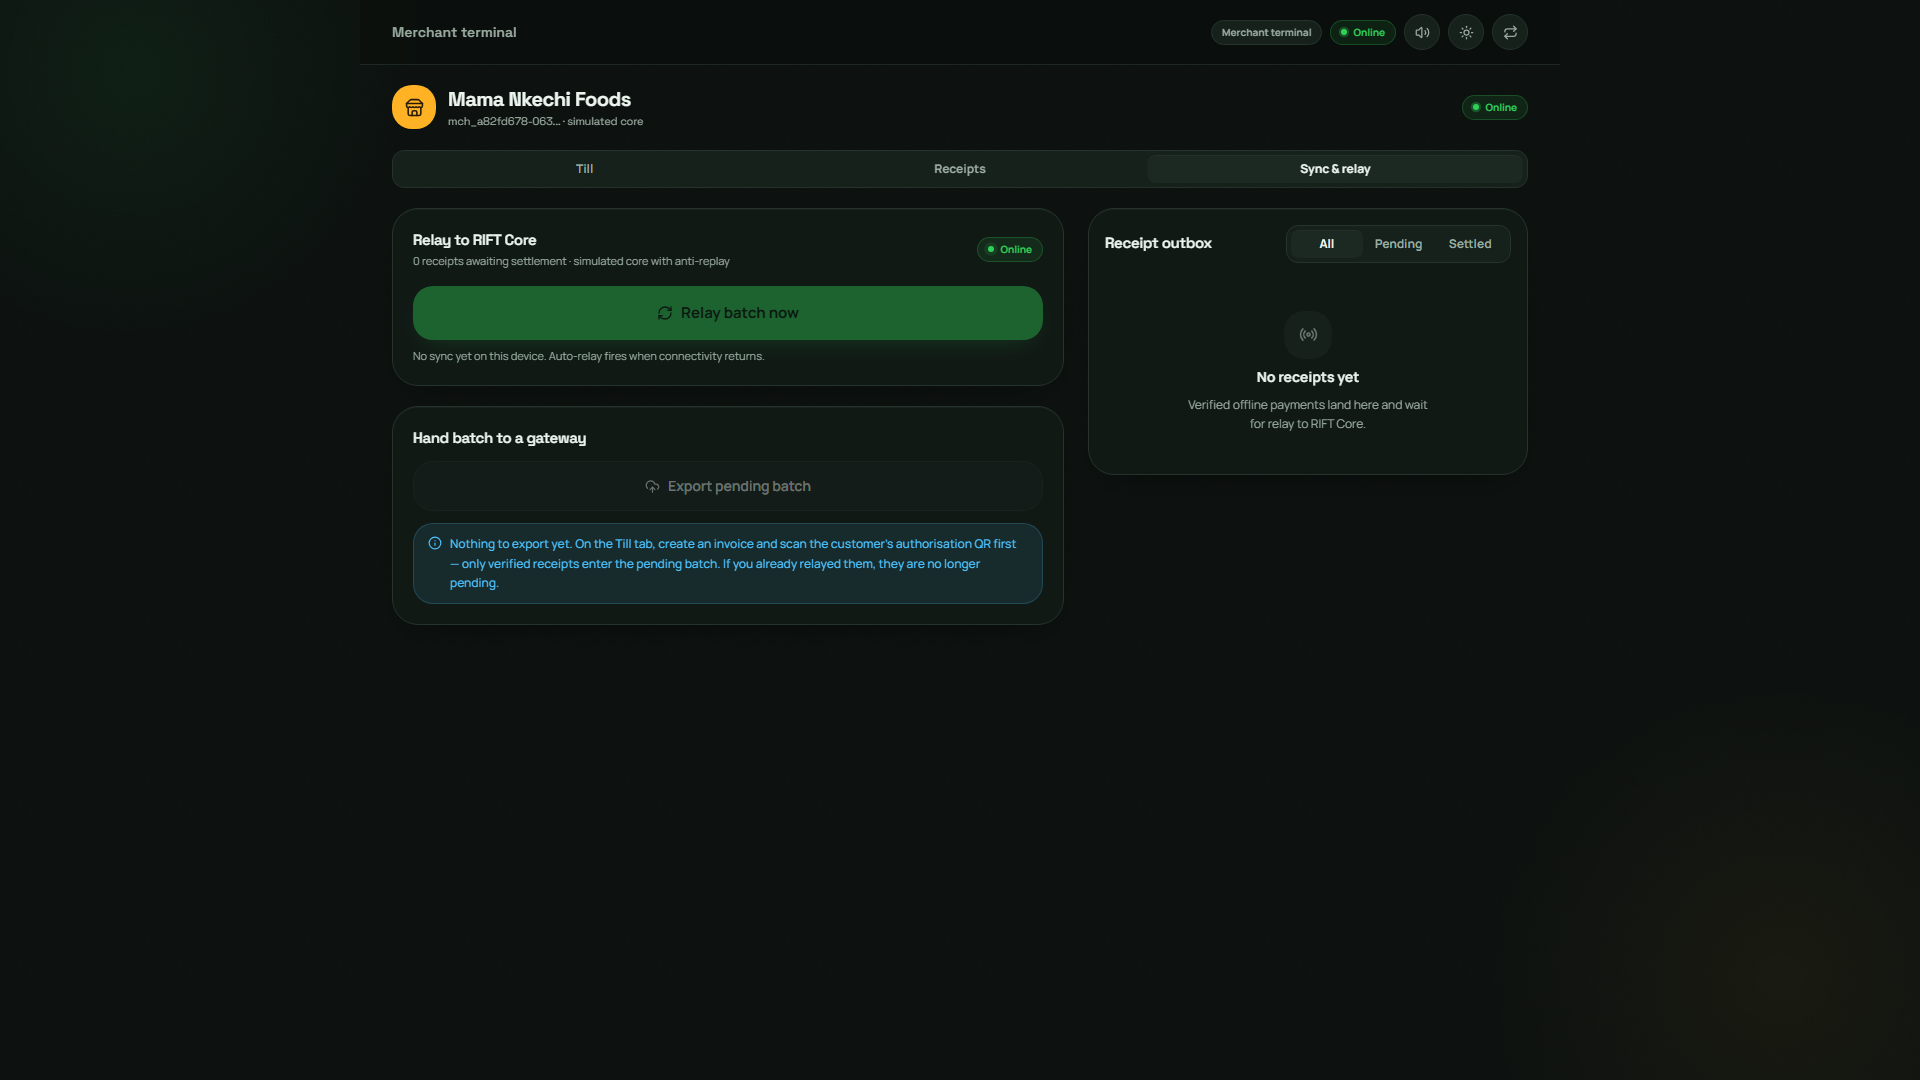 Merchant terminal
Merchant terminal
Online
Mama Nkechi Foods
mch_a82fd678-063… · simulated core
Online
Till
Receipts
Sync & relay
Relay to RIFT Core
0 receipts awaiting settlement · simulated core with anti-replay
Online
Relay batch now
No sync yet on this device. Auto-relay fires when connectivity returns.
Hand batch to a gateway
Export pending batch
Nothing to export yet. On the Till tab, create an invoice and scan the customer's authorisation QR first
— only verified receipts enter the pending batch. If you already relayed them, they are no longer
pending.
Receipt outbox
All
Pending
Settled
No receipts yet
Verified offline payments land here and wait
for relay to RIFT Core.